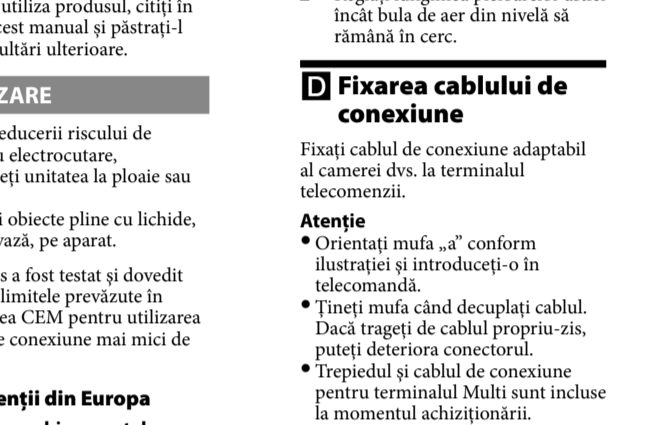 utiliza produsul, citiți în
acest manual și păstrați-l
ultări ulterioare.
ZARE
educerii riscului de
electrocutare,
unitatea la ploaie sau
obiecte pline cu lichide,
pe aparat.
a fost testat și dovedit
limitele prevăzute în
CEM pentru utilizarea
conexiune mai mici de
din Europa
încât bula de aer din nivelă să
rămână în cerc.
D Fixarea cablului de
conexiune
Fixați cablul de conexiune adaptabil
al camerei dvs. la terminalul
telecomenzii.
Atenție
• Orientați mufa „a” conform
ilustrației și introduceți-o în
telecomandă.
• Țineți mufa când decuplați cablul.
Dacă trageți de cablul propriu-zis,
puteți deteriora conectorul.
• Trepiedul și cablul de conexiune
pentru terminalul Multi sunt incluse
la momentul achiziționării.